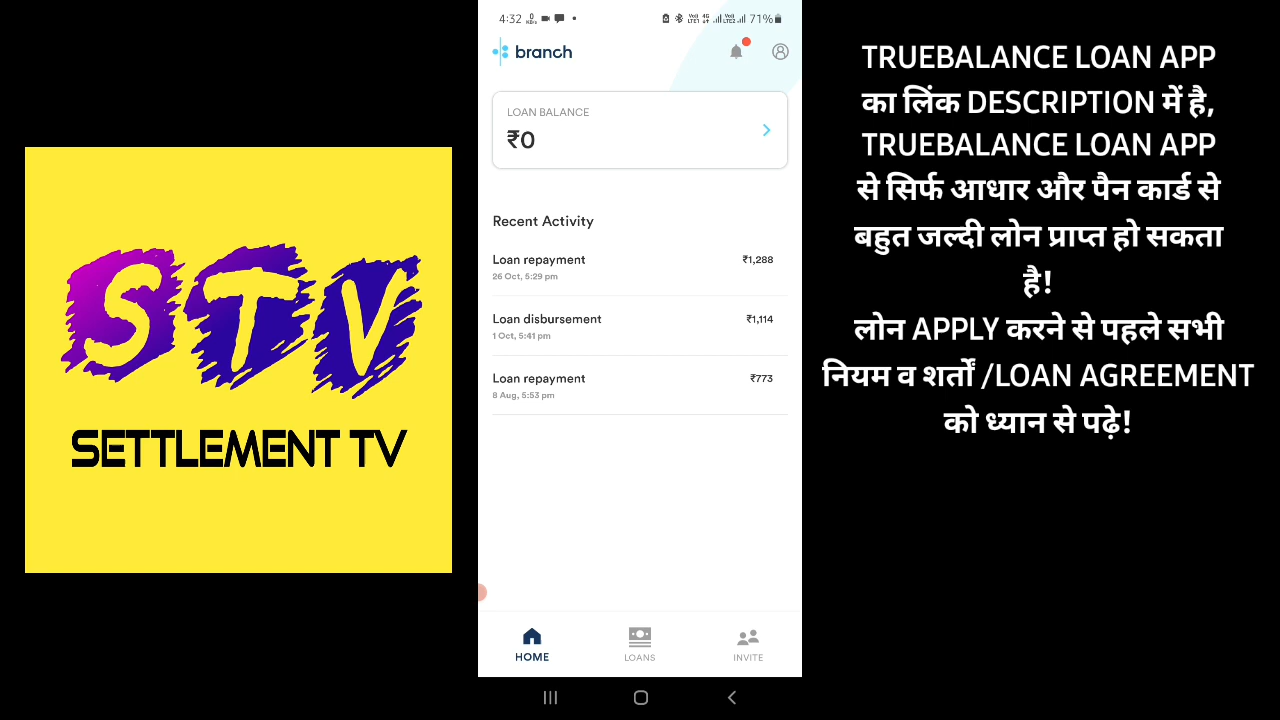 STV
SETTLEMENT TV
4:32
71%
branch
LOAN BALANCE
₹0
Recent Activity
Loan repayment ₹1,288
26 Oct, 5:29 pm
Loan disbursement ₹1,114
1 Oct, 5:41 pm
Loan repayment ₹773
8 Aug, 5:53 pm
HOME LOANS INVITE
TRUEBALANCE LOAN APP
का लिंक DESCRIPTION में है,
TRUEBALANCE LOAN APP
से सिर्फ आधार और पैन कार्ड से
बहुत जल्दी लोन प्राप्त हो सकता
है!
लोन APPLY करने से पहले सभी
नियम व शर्तों /LOAN AGREEMENT
को ध्यान से पढ़े!